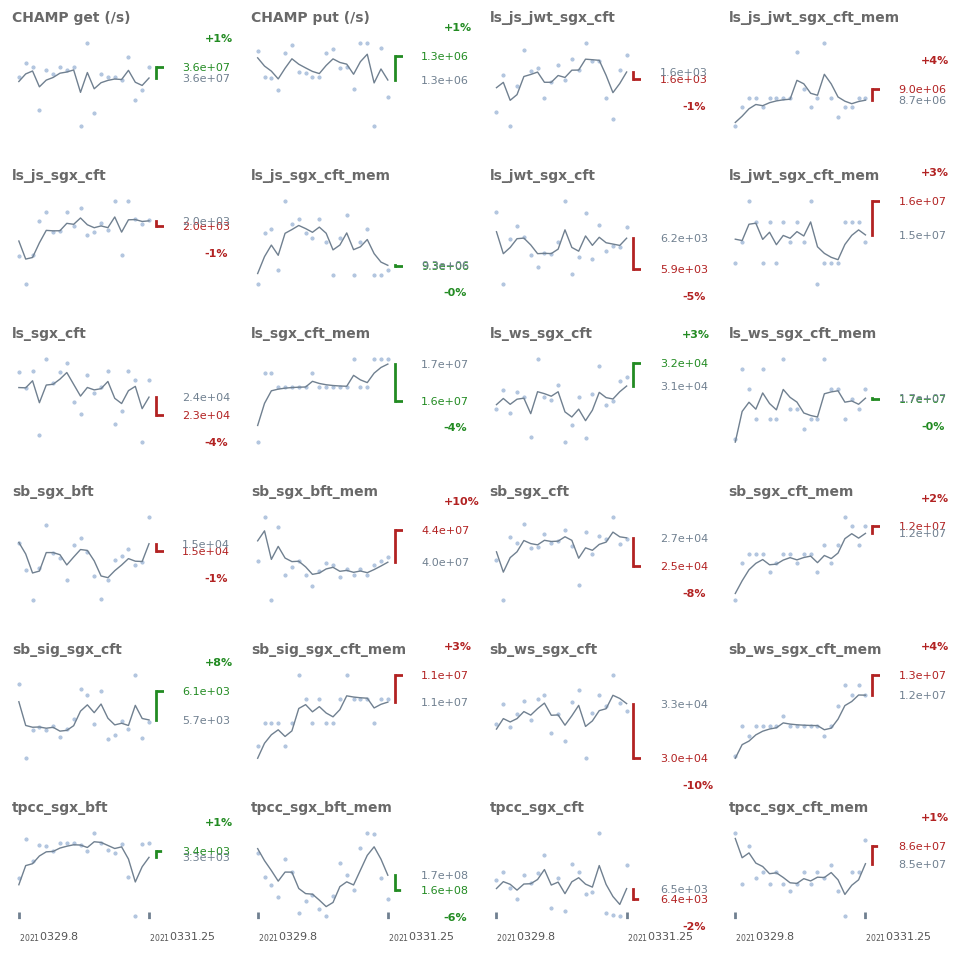 CHAMP get (/s)
+1%
3.6e+07
3.6e+07
CHAMP put (/s)
+1%
1.3e+06
1.3e+06
ls_js_jwt_sgx_cft
1.6e+03
1.6e+03
-1%
ls_js_jwt_sgx_cft_mem
+4%
9.0e+06
8.7e+06
ls_js_sgx_cft
2.0e+03
2.0e+03
-1%
ls_js_sgx_cft_mem
9.3e+06
-0%
ls_jwt_sgx_cft
6.2e+03
5.9e+03
-5%
ls_jwt_sgx_cft_mem
+3%
1.6e+07
1.5e+07
ls_sgx_cft
2.4e+04
2.3e+04
-4%
ls_sgx_cft_mem
1.7e+07
1.6e+07
-4%
ls_ws_sgx_cft
+3%
3.2e+04
3.1e+04
ls_ws_sgx_cft_mem
1.7e+07
-0%
sb_sgx_bft
1.5e+04
1.5e+04
-1%
sb_sgx_bft_mem
+10%
4.4e+07
4.0e+07
sb_sgx_cft
2.7e+04
2.5e+04
-8%
sb_sgx_cft_mem
+2%
1.2e+07
1.2e+07
sb_sig_sgx_cft
+8%
6.1e+03
5.7e+03
sb_sig_sgx_cft_mem
+3%
1.1e+07
1.1e+07
sb_ws_sgx_cft
3.3e+04
3.0e+04
-10%
sb_ws_sgx_cft_mem
+4%
1.3e+07
1.2e+07
tpcc_sgx_bft
+1%
3.4e+03
3.3e+03
2021 0329.8
2021 0331.25
tpcc_sgx_bft_mem
1.7e+08
1.6e+08
-6%
2021 0329.8
2021 0331.25
tpcc_sgx_cft
6.5e+03
6.4e+03
-2%
2021 0329.8
2021 0331.25
tpcc_sgx_cft_mem
+1%
8.6e+07
8.5e+07
2021 0329.8
2021 0331.25